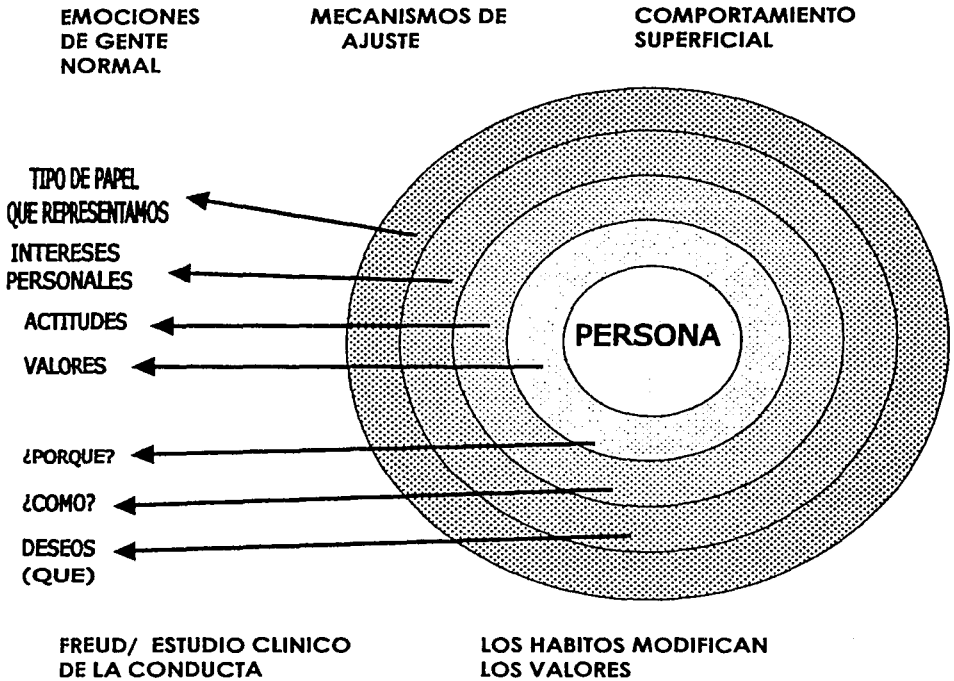 EMOCIONES
DE GENTE
NORMAL
MECANISMOS DE
AJUSTE
COMPORTAMIENTO
SUPERFICIAL
TIPO DE PAPEL
QUE REPRESENTAMOS
INTERESES
PERSONALES
ACTITUDES
VALORES
PERSONA
¿PORQUE?
¿COMO?
DESEOS
(QUE)
FREUD/ ESTUDIO CLINICO
DE LA CONDUCTA
LOS HABITOS MODIFICAN
LOS VALORES